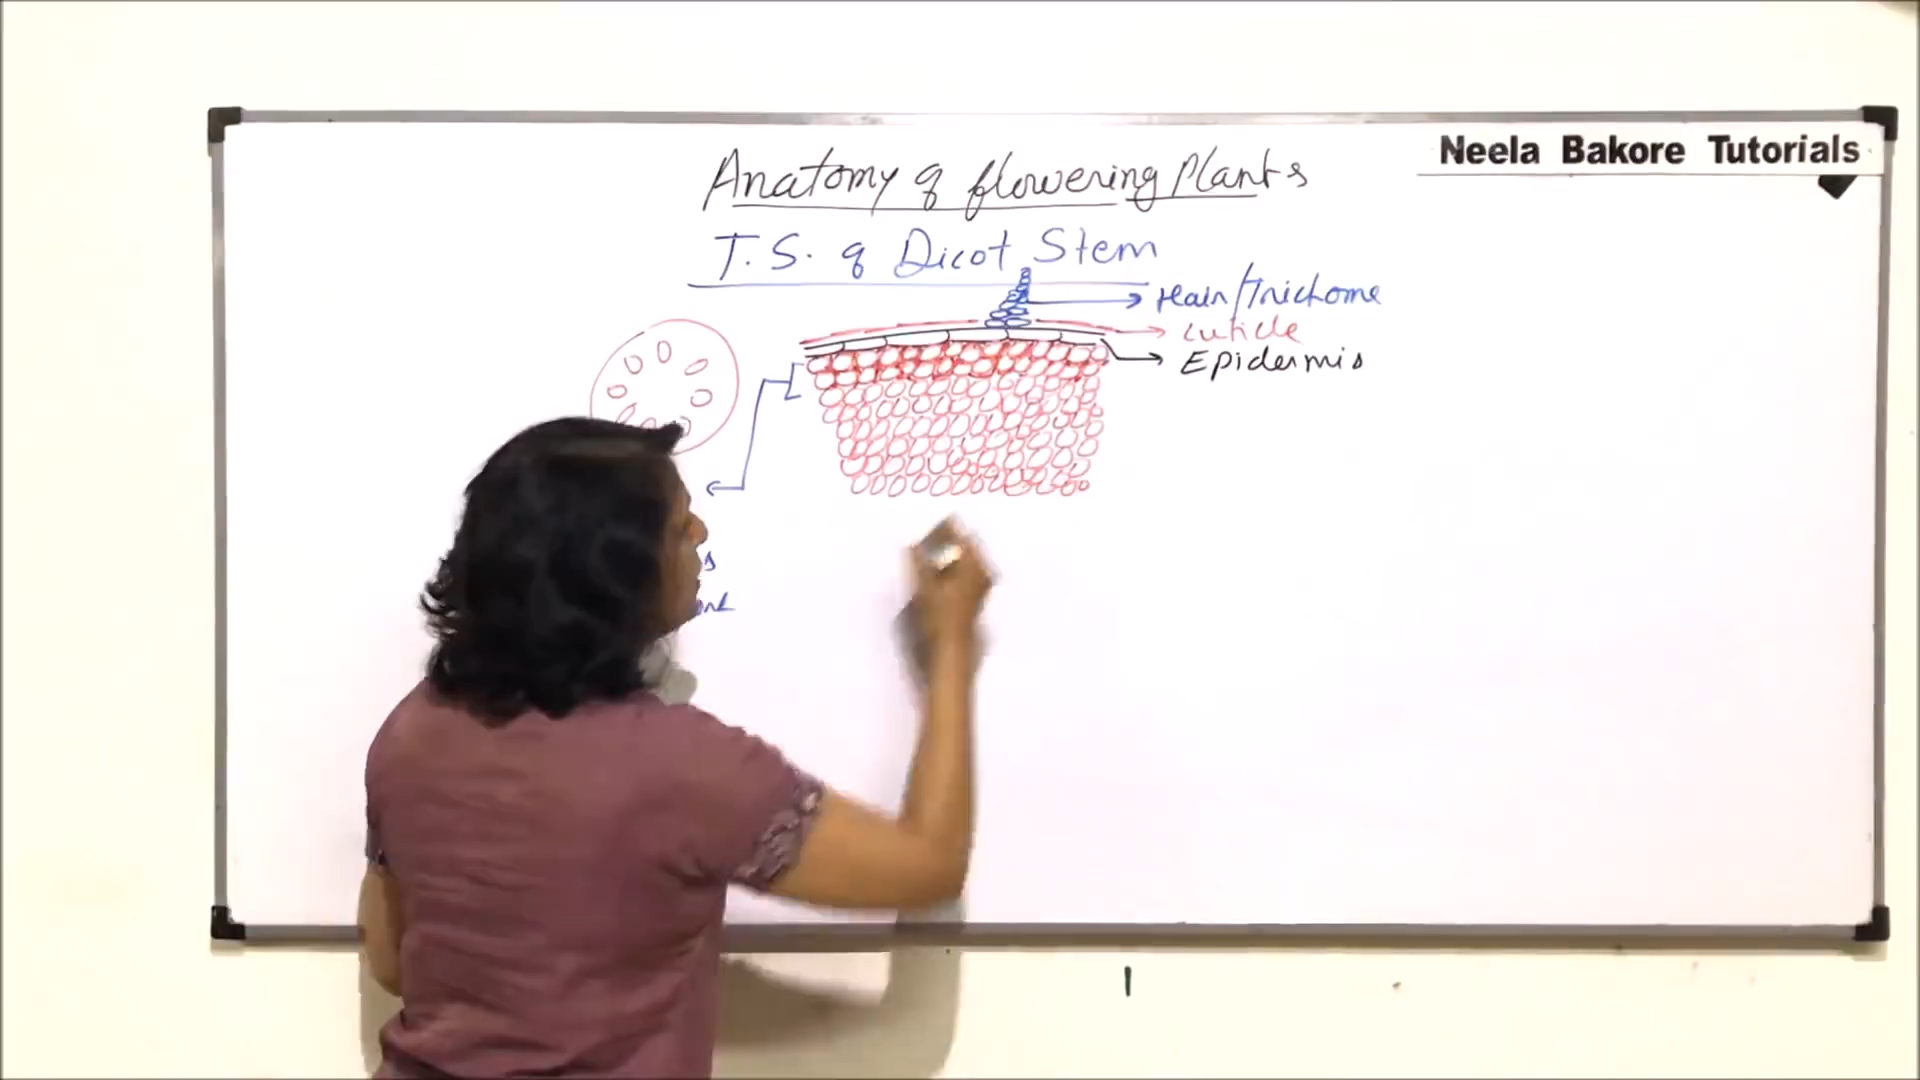 Neela Bakore Tutorials
Anatomy of flowering Plants
T.S. of Dicot Stem
Hair/Trichome
Cuticle
Epidermis